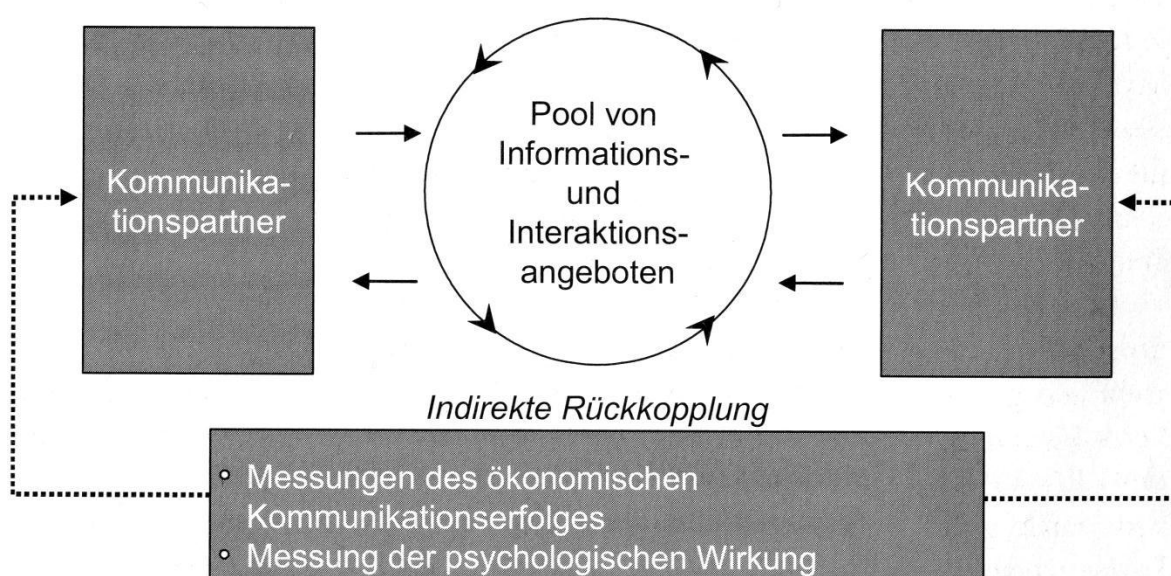 Kommunika-
tionspartner
Pool von
Informations-
und
Interaktions-
angeboten
Kommunika-
tionspartner
Indirekte Rückkopplung
• Messungen des ökonomischen
Kommunikationserfolges
• Messung der psychologischen Wirkung